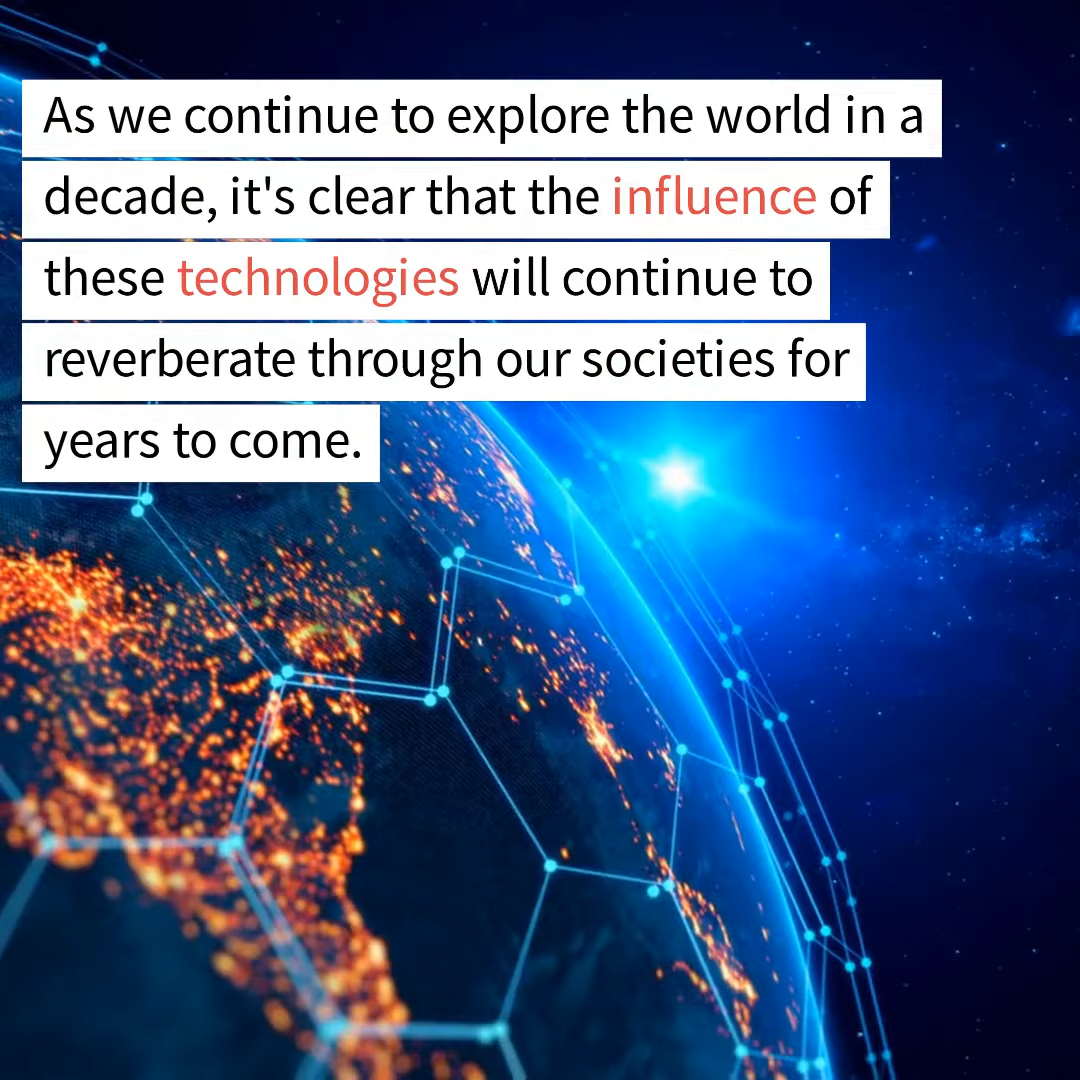 As we continue to explore the world in a
decade, it's clear that the influence of
these technologies will continue to
reverberate through our societies for
years to come.